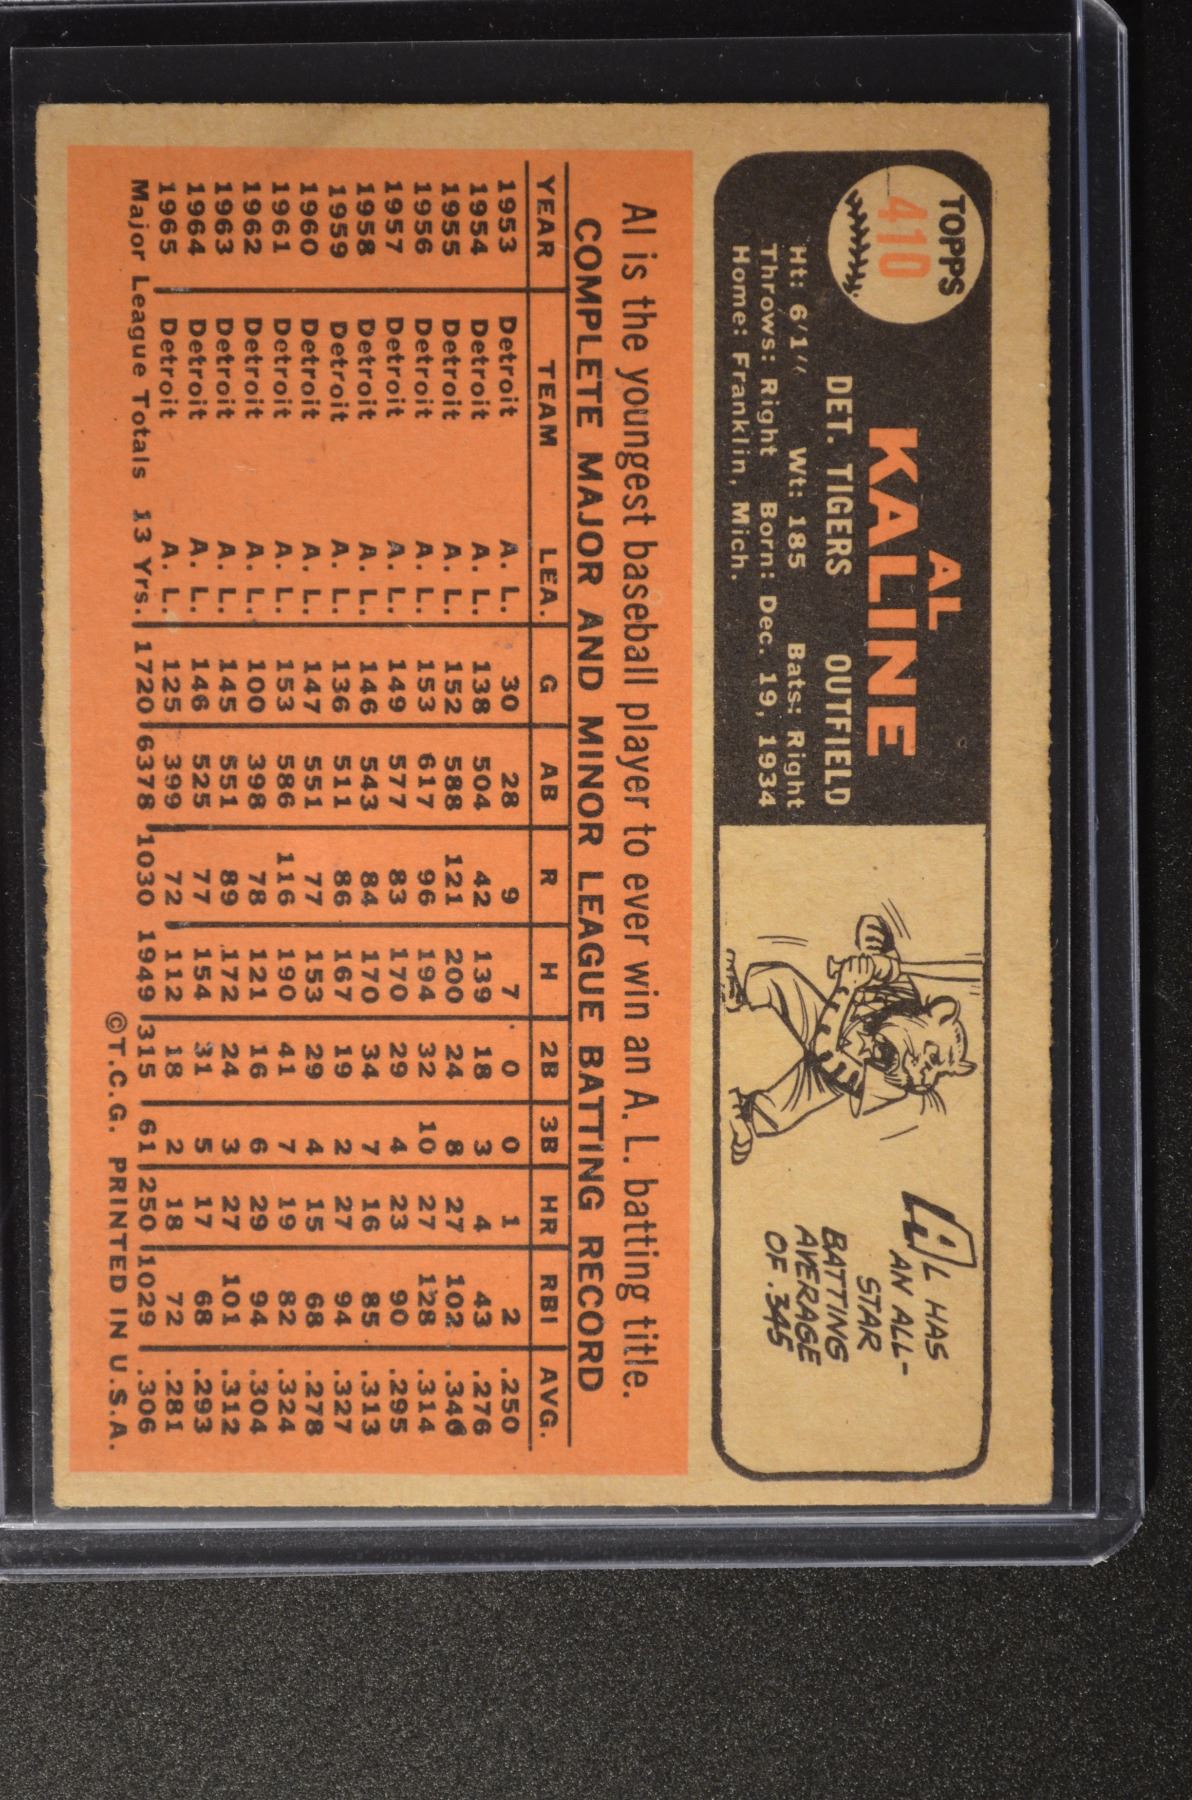 TOPPS
410
AL
KALINE
DET. TIGERS OUTFIELD
Ht: 6'1" Wt: 185 Bats: Right
Throws: Right Born: Dec. 19, 1934
Home: Franklin, Mich.
AL HAS
AN ALL-
STAR
BATTING
AVERAGE
OF .345
Al is the youngest baseball player to ever win an A. L. batting title.
COMPLETE MAJOR AND MINOR LEAGUE BATTING RECORD
YEAR TEAM LEA. G AB R H 2B 3B HR RBI AVG.
1953 Detroit A. L. 30 28 9 7 0 0 1 2 .250
1954 Detroit A. L. 138 504 42 139 18 3 4 43 .276
1955 Detroit A. L. 152 588 121 200 24 8 27 102 .346
1956 Detroit A. L. 153 617 96 194 32 10 27 128 .314
1957 Detroit A. L. 149 577 83 170 29 4 23 90 .295
1958 Detroit A. L. 146 543 84 170 34 7 16 85 .313
1959 Detroit A. L. 136 511 86 167 19 2 27 94 .327
1960 Detroit A. L. 147 551 77 153 29 4 15 68 .278
1961 Detroit A. L. 153 586 116 190 41 7 19 82 .324
1962 Detroit A. L. 100 398 78 121 16 6 29 94 .304
1963 Detroit A. L. 145 551 89 172 24 3 27 101 .312
1964 Detroit A. L. 146 525 77 154 31 5 17 68 .293
1965 Detroit A. L. 125 399 72 112 18 2 18 72 .281
Major League Totals 13 Yrs. 1720 6378 1030 1949 315 61 250 1029 .306
©T.C.G. PRINTED IN U.S.A.